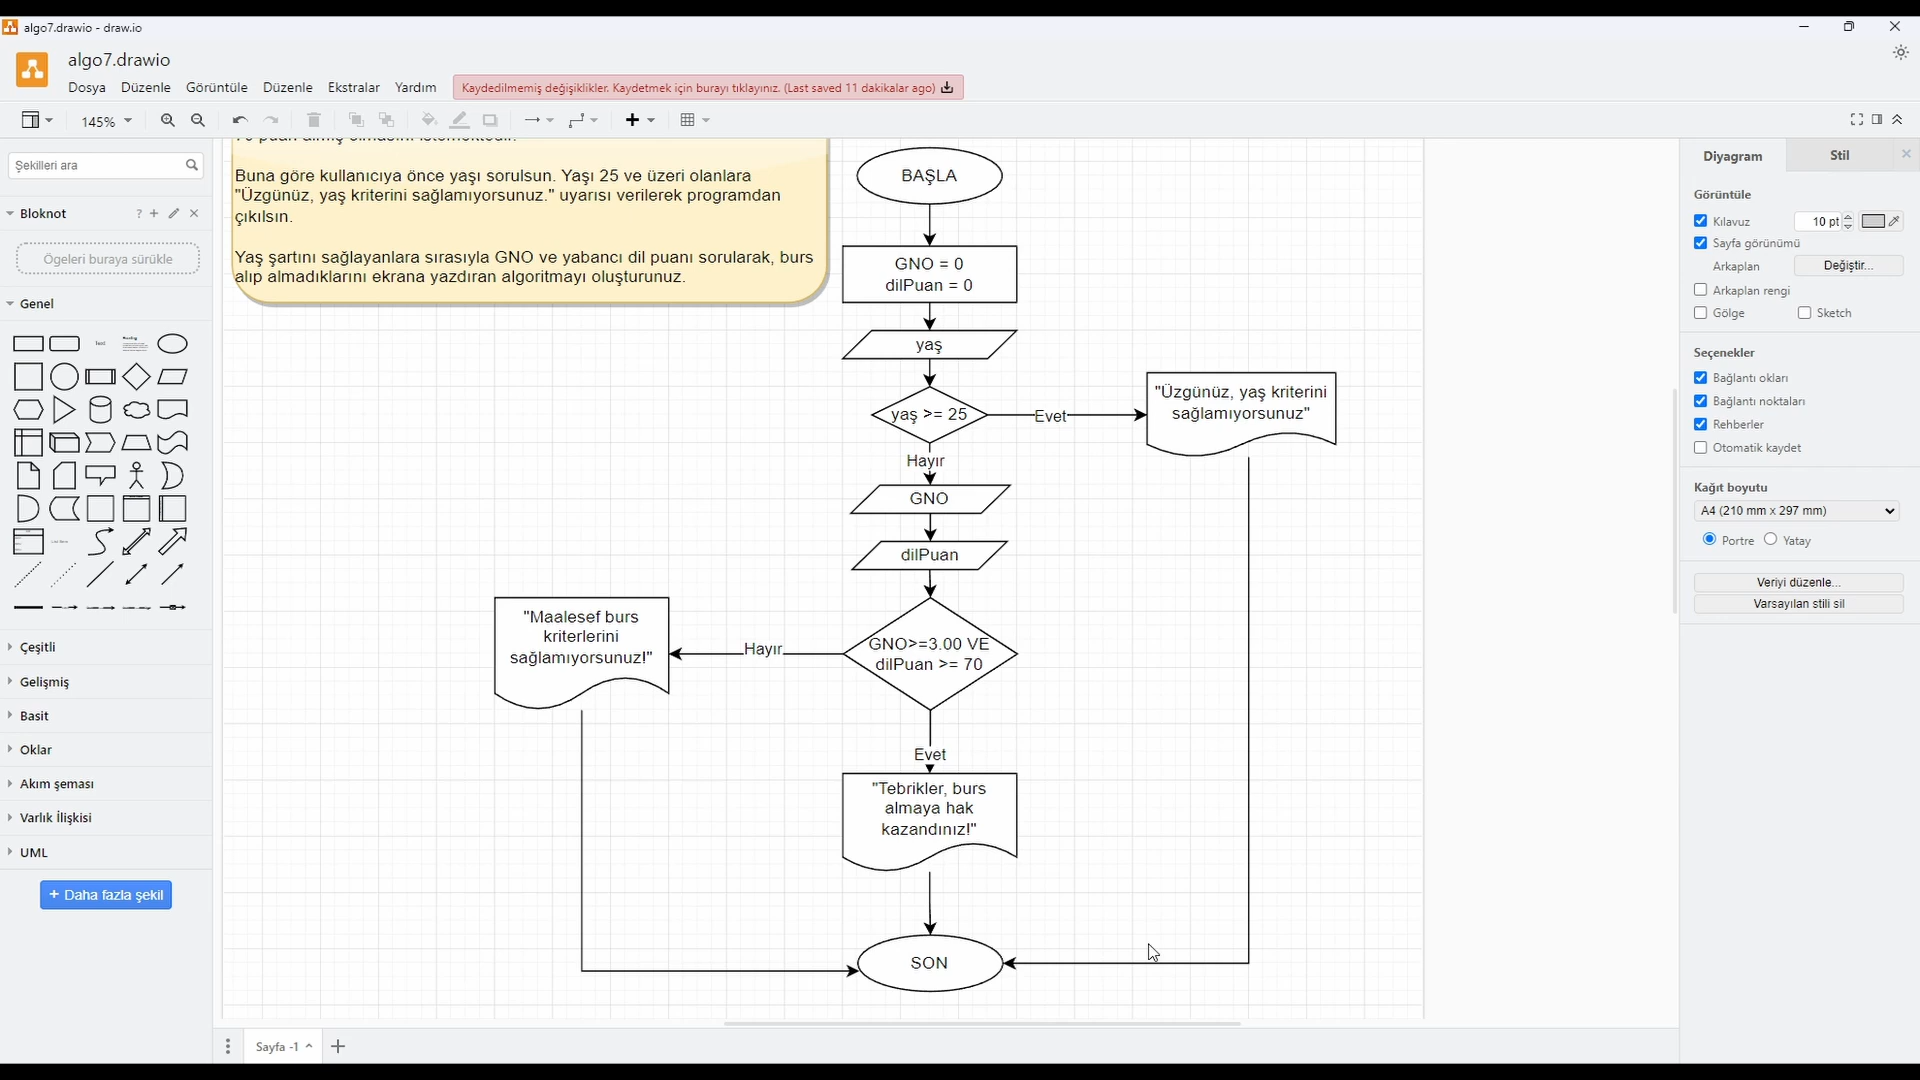 algo7.drawio - draw.io
algo7.drawio
Dosya Düzenle Görüntüle Düzenle Ekstralar Yardım
Kaydedilmemiş değişiklikler. Kaydetmek için burayı tıklayınız. (Last saved 11 dakikalar ago)
145%
Şekilleri ara
Bloknot
?
Ögeleri buraya sürükle
Genel
Text
Heading
Çeşitli
Gelişmiş
Basit
Oklar
Akım şeması
Varlık İlişkisi
UML
+ Daha fazla şekil
Buna göre kullanıcıya önce yaşı sorulsun. Yaşı 25 ve üzeri olanlara
"Üzgünüz, yaş kriterini sağlamıyorsunuz." uyarısı verilerek programdan
çıkılsın.
Yaş şartını sağlayanlara sırasıyla GNO ve yabancı dil puanı sorularak, burs
alıp almadıklarını ekrana yazdıran algoritmayı oluşturunuz.
BAŞLA
GNO = 0
dilPuan = 0
yaş
yaş >= 25
Evet
"Üzgünüz, yaş kriterini
sağlamıyorsunuz"
Hayır
GNO
dilPuan
GNO>=3.00 VE
dilPuan >= 70
Hayır
"Maalesef burs
kriterlerini
sağlamıyorsunuz!"
Evet
"Tebrikler, burs
almaya hak
kazandınız!"
SON
Sayfa -1
Diyagram
Stil
Görüntüle
Kılavuz
10 pt
Sayfa görünümü
Arkaplan
Değiştir...
Arkaplan rengi
Gölge
Sketch
Seçenekler
Bağlantı okları
Bağlantı noktaları
Rehberler
Otomatik kaydet
Kağıt boyutu
A4 (210 mm x 297 mm)
Portre
Yatay
Veriyi düzenle...
Varsayılan stili sil